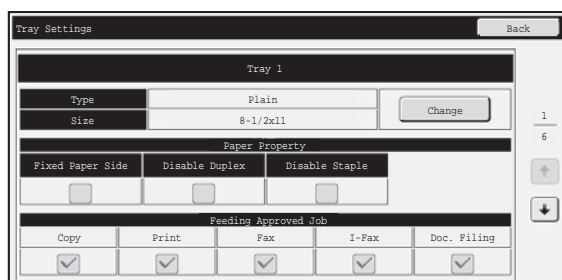 Tray Settings Back
Tray 1
Type Plain
Size 8-1/2x11
Change
1
6
Paper Property
Fixed Paper Side Disable Duplex Disable Staple
Feeding Approved Job
Copy Print Fax I-Fax Doc. Filing